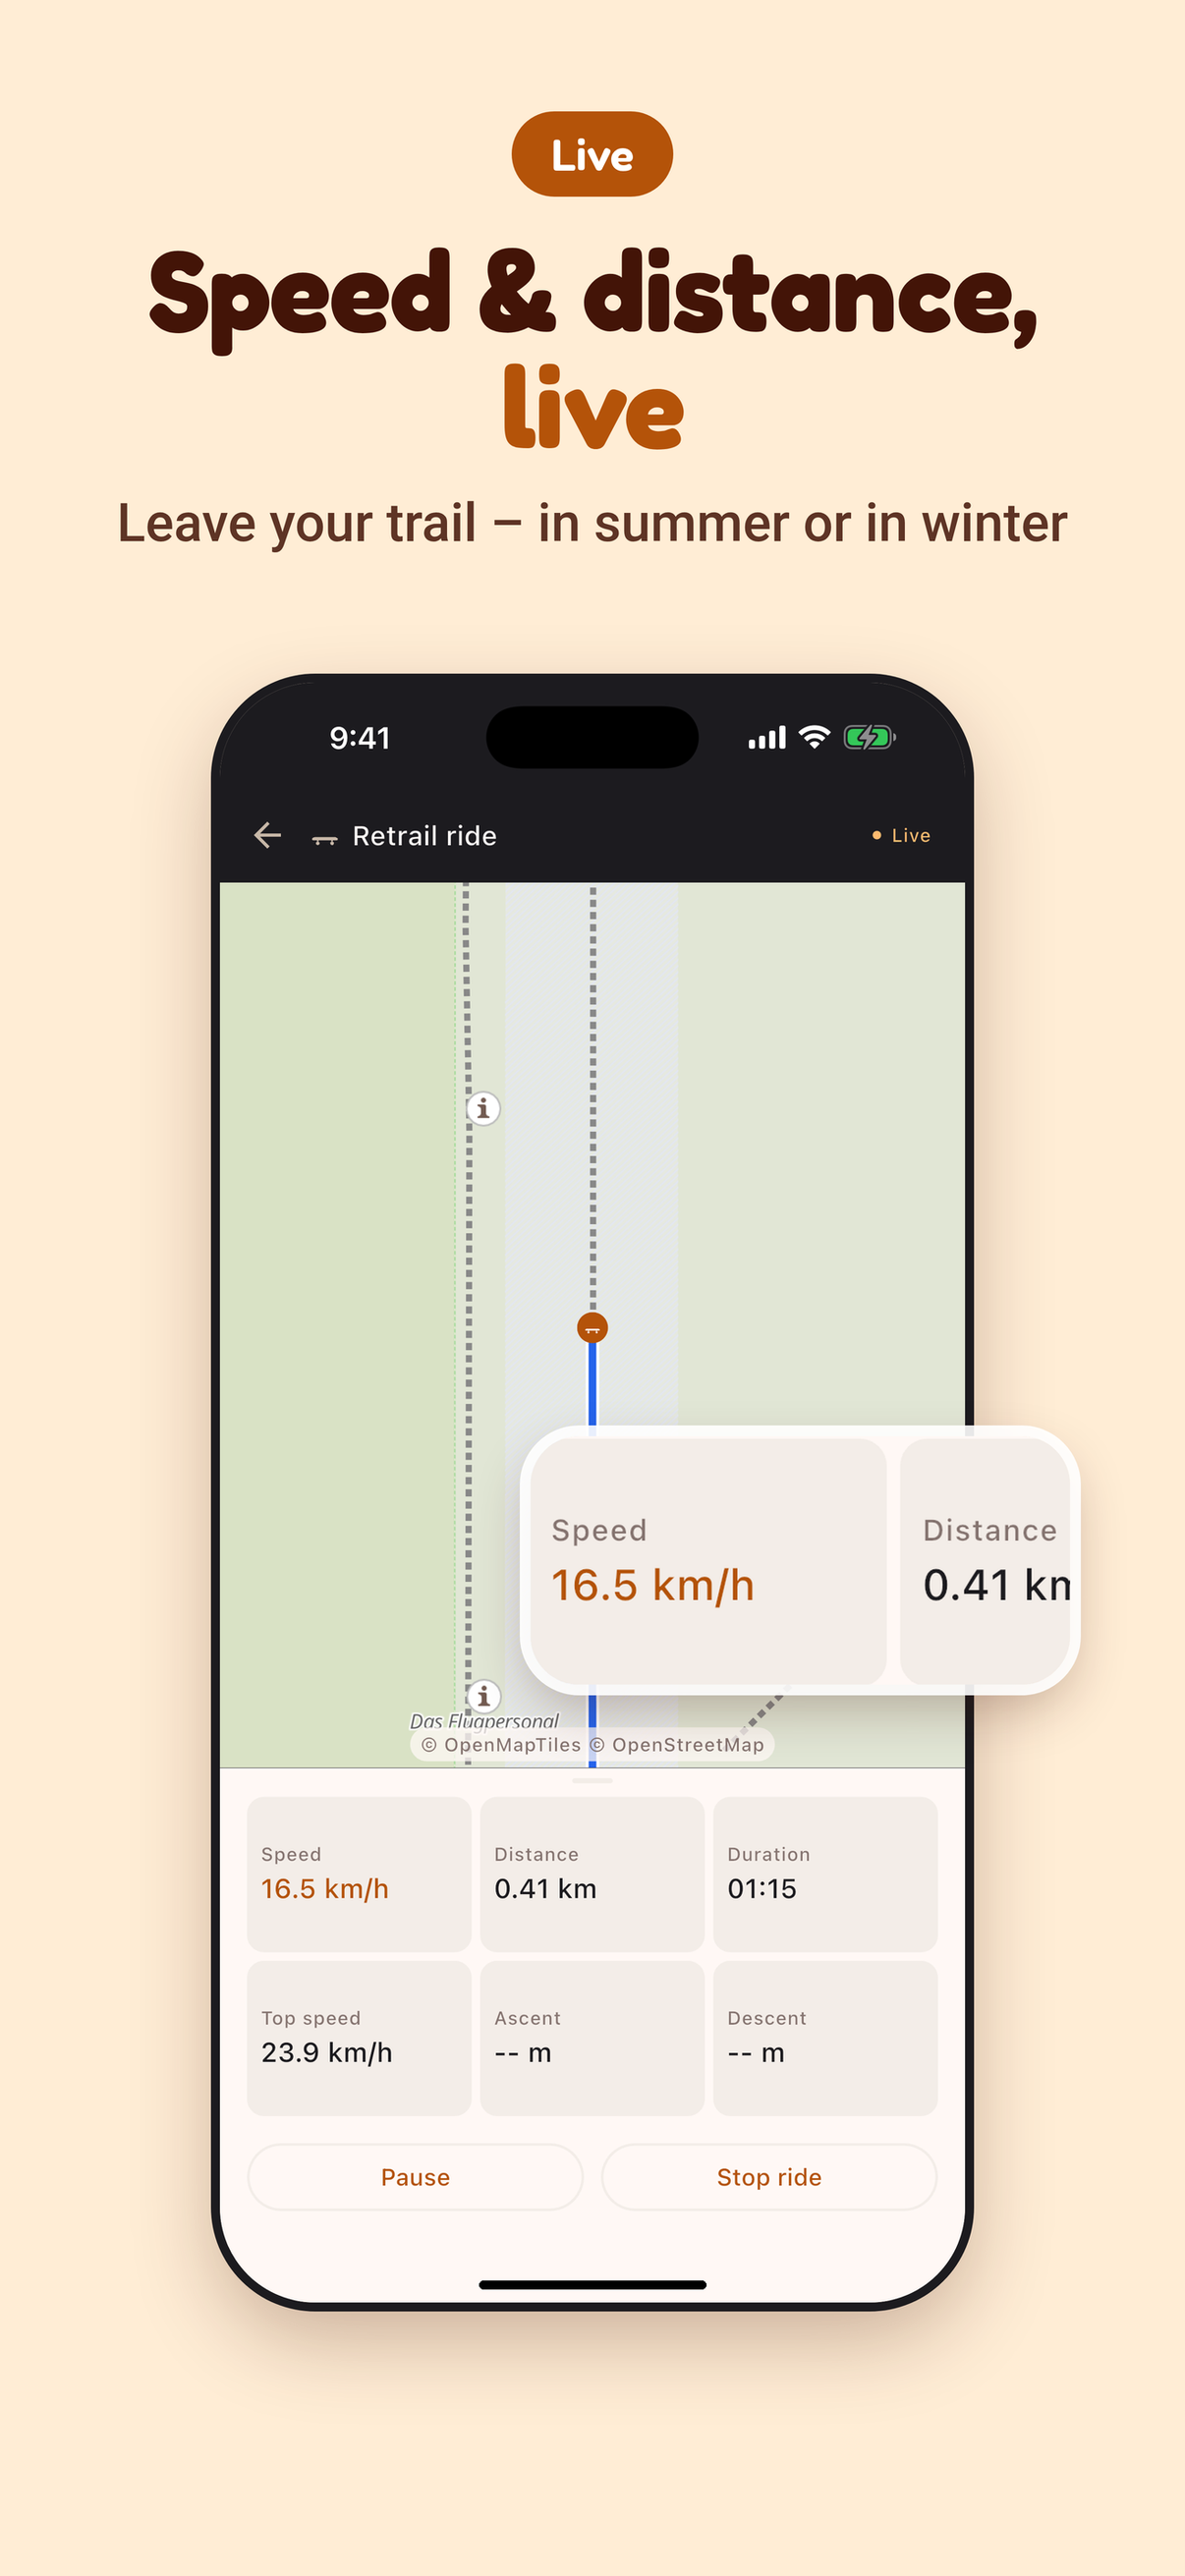 Live
Speed & distance,
live
Leave your trail – in summer or in winter
9:41
Retrail ride
Live
Speed
16.5 km/h
Distance
0.41 km
Das Flugpersonal
© OpenMapTiles © OpenStreetMap
Speed
16.5 km/h
Distance
0.41 km
Duration
01:15
Top speed
23.9 km/h
Ascent
-- m
Descent
-- m
Pause
Stop ride